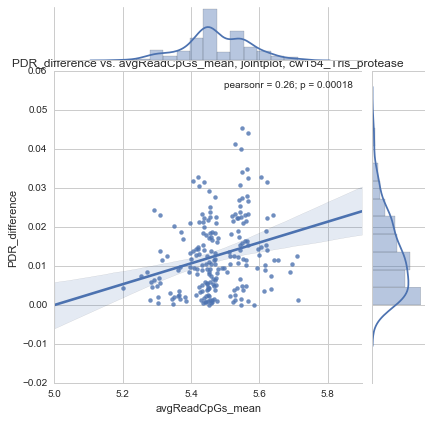 PDR_difference vs. avgReadCpGs_mean, jointplot, cw154_Tris_protease
pearsonr = 0.26; p = 0.00018
0.06
0.05
0.04
0.03
0.02
0.01
0.00
−0.01
−0.02
PDR_difference
5.0 5.2 5.4 5.6 5.8
avgReadCpGs_mean